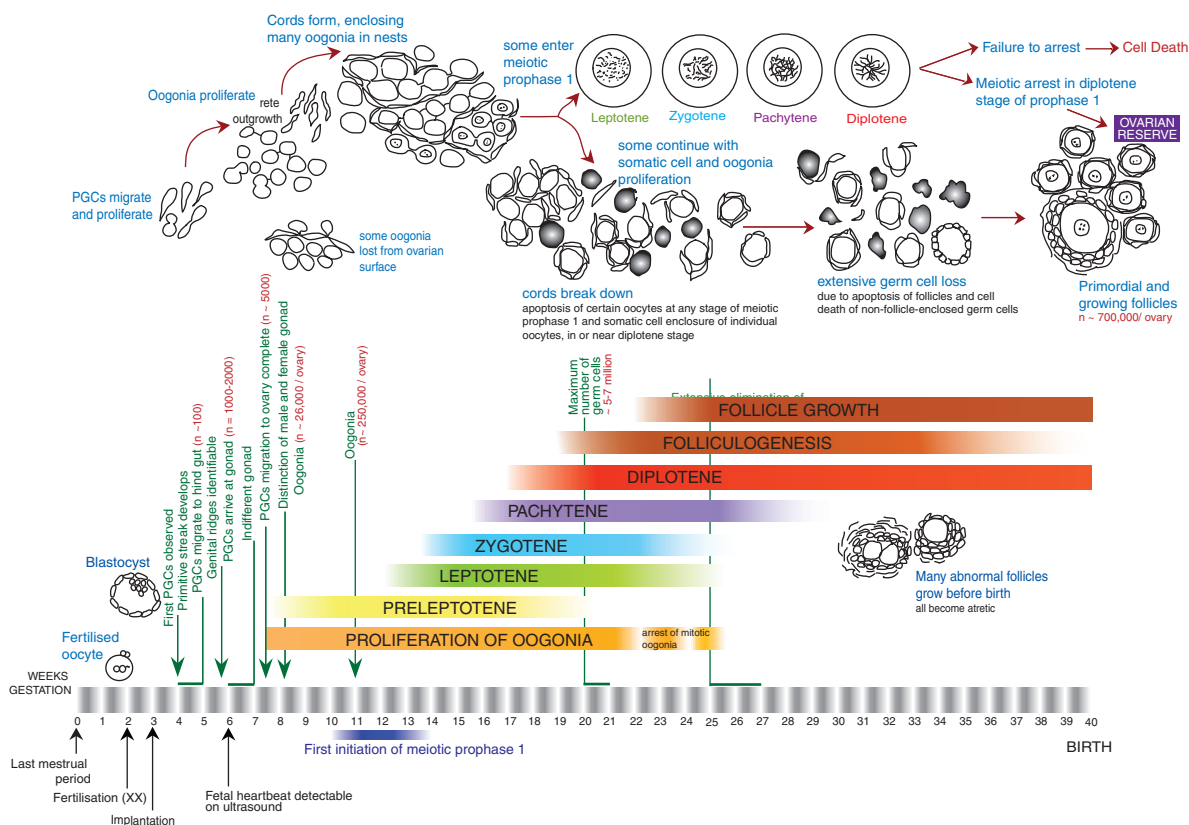 Cords form, enclosing
many oogonia in nests
some enter
meiotic
prophase 1
Failure to arrest
Cell Death
Meiotic arrest in diplotene
stage of prophase 1
OVARIAN
RESERVE
Oogonia proliferate
rete
outgrowth
Leptotene
Zygotene
Pachytene
Diplotene
some continue with
somatic cell and oogonia
proliferation
PGCs migrate
and proliferate
some oogonia
lost from ovarian
surface
cords break down
apoptosis of certain oocytes at any stage of meiotic
prophase 1 and somatic cell enclosure of individual
oocytes, in or near diplotene stage
extensive germ cell loss
due to apoptosis of follicles and cell
death of non-follicle-enclosed germ cells
Primordial and
growing follicles
n ~ 700,000/ ovary
First PGCs observed
Primitive streak develops
PGCs migrate to hind gut (n ~100)
Genital ridges identifiable
PGCs arrive at gonad (n = 1000-2000)
Indifferent gonad
PGCs migration to ovary complete (n ~ 5000)
Distinction of male and female gonad
Oogonia (n ~ 26,000 / ovary)
Oogonia
(n~ 250,000 / ovary)
Maximum
number of
germ cells
~ 5-7 million
Extensive elimination of
FOLLICLE GROWTH
FOLLICULOGENESIS
DIPLOTENE
PACHYTENE
ZYGOTENE
LEPTOTENE
PRELEPTOTENE
PROLIFERATION OF OOGONIA
arrest of mitotic
oogonia
Many abnormal follicles
grow before birth
all become atretic
Blastocyst
Fertilised
oocyte
WEEKS
GESTATION
0 1 2 3 4 5 6 7 8 9 10 11 12 13 14 15 16 17 18 19 20 21 22 23 24 25 26 27 28 29 30 31 32 33 34 35 36 37 38 39 40
First initiation of meiotic prophase 1
BIRTH
Last mestrual
period
Fertilisation (XX)
Implantation
Fetal heartbeat detectable
on ultrasound